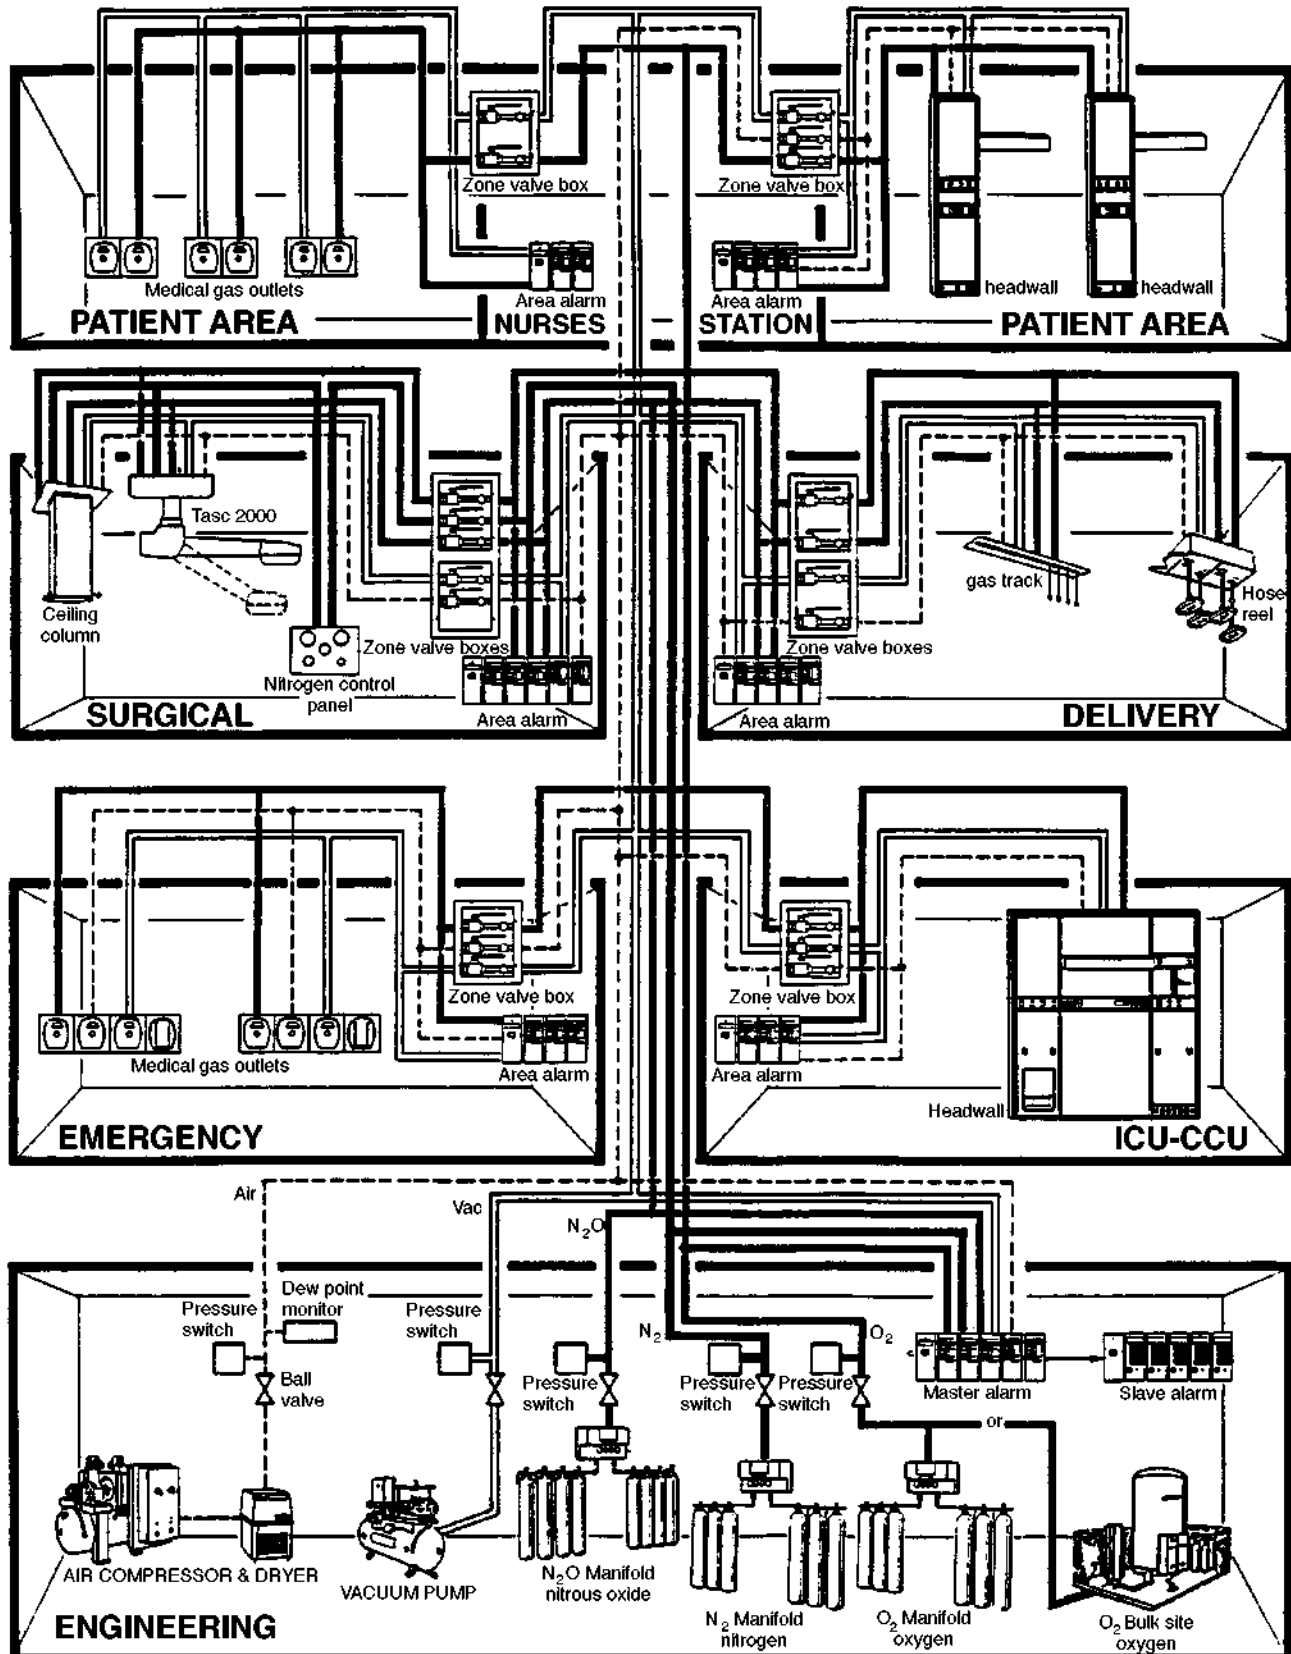 Zone valve box
Zone valve box
Medical gas outlets
Area alarm
Area alarm
headwall
headwall
PATIENT AREA
NURSES
STATION
PATIENT AREA
Tasc 2000
Ceiling
column
Nitrogen control
panel
Zone valve boxes
Area alarm
SURGICAL
gas track
Hose
reel
Zone valve boxes
Area alarm
DELIVERY
Zone valve box
Medical gas outlets
Area alarm
EMERGENCY
Zone valve box
Area alarm
Headwall
ICU-CCU
Air
Vac
N2O
N2
O2
Pressure
switch
Dew point
monitor
Ball
valve
Pressure
switch
Pressure
switch
Pressure
switch
Pressure
switch
Master alarm
Slave alarm
or
AIR COMPRESSOR & DRYER
VACUUM PUMP
N2O Manifold
nitrous oxide
N2 Manifold
nitrogen
O2 Manifold
oxygen
O2 Bulk site
oxygen
ENGINEERING